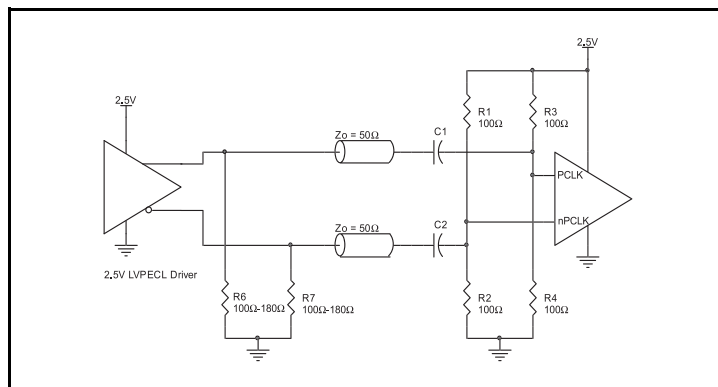 2.5V
2.5V
R1
100Ω
R3
100Ω
Zo = 50Ω
C1
PCLK
Zo = 50Ω
C2
nPCLK
2.5V LVPECL Driver
R6
100Ω-180Ω
R7
100Ω-180Ω
R2
100Ω
R4
100Ω